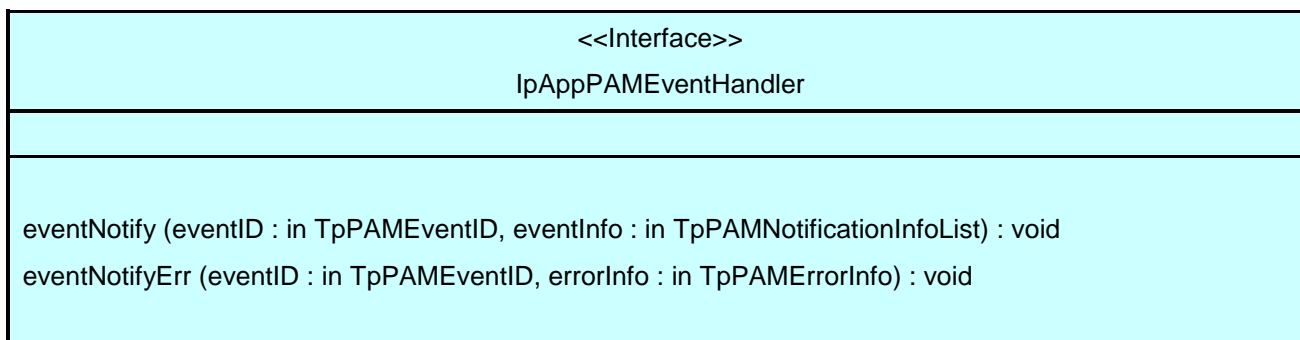 <<Interface>>
IpAppPAMEventHandler
eventNotify (eventID : in TpPAMEventID, eventInfo : in TpPAMNotificationInfoList) : void
eventNotifyErr (eventID : in TpPAMEventID, errorInfo : in TpPAMErrorInfo) : void